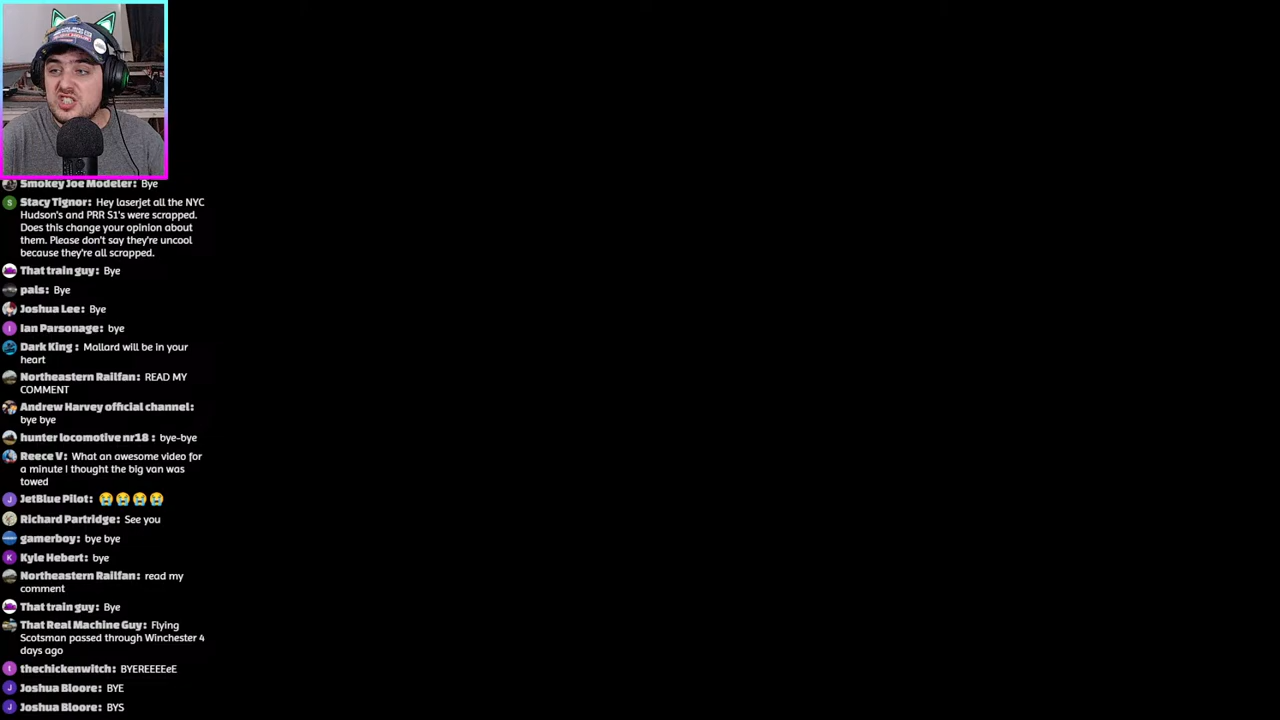 Smokey Joe Modeler: Bye
Stacy Tignor: Hey laserjet all the NYC
Hudson's and PRR S1's were scrapped.
Does this change your opinion about
them. Please don't say they're uncool
because they're all scrapped.
That train guy: Bye
pals: Bye
Joshua Lee: Bye
Ian Parsonage: bye
Dark King : Mallard will be in your
heart
Northeastern Railfan: READ MY
COMMENT
Andrew Harvey official channel:
bye bye
hunter locomotive nr18 : bye-bye
Reece V: What an awesome video for
a minute I thought the big van was
towed
JetBlue Pilot: 😭😭😭😭
Richard Partridge: See you
gamerboy: bye bye
Kyle Hebert: bye
Northeastern Railfan: read my
comment
That train guy: Bye
That Real Machine Guy: Flying
Scotsman passed through Winchester 4
days ago
thechickenwitch: BYEREEEEeE
Joshua Bloore: BYE
Joshua Bloore: BYS